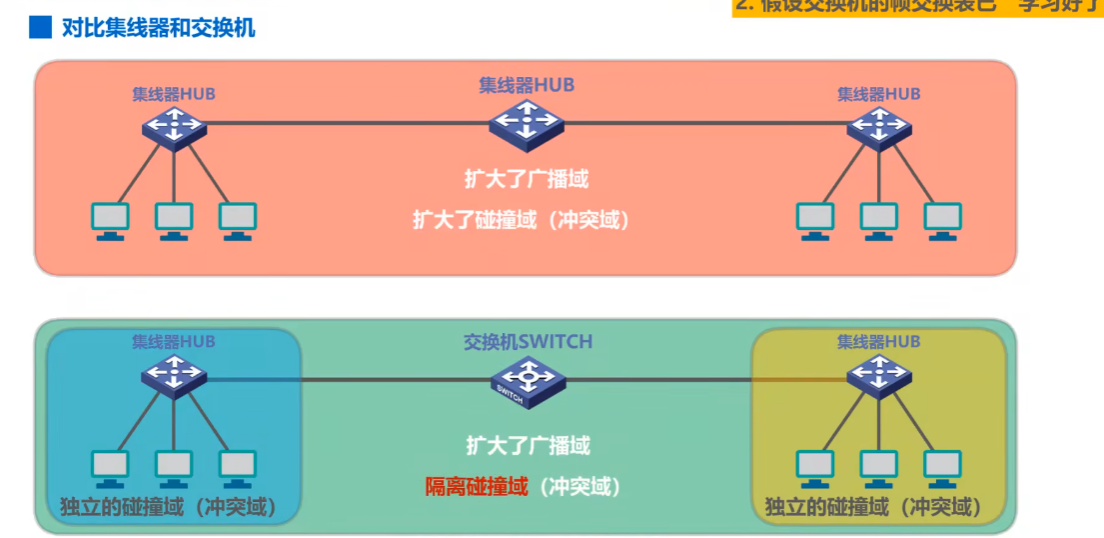 2. 假设交换机的帧交换表已"学习好了
对比集线器和交换机
集线器HUB
集线器HUB
集线器HUB
扩大了广播域
扩大了碰撞域（冲突域）
集线器HUB
交换机SWITCH
集线器HUB
SWITCH
扩大了广播域
隔离碰撞域（冲突域）
独立的碰撞域（冲突域）
独立的碰撞域（冲突域）